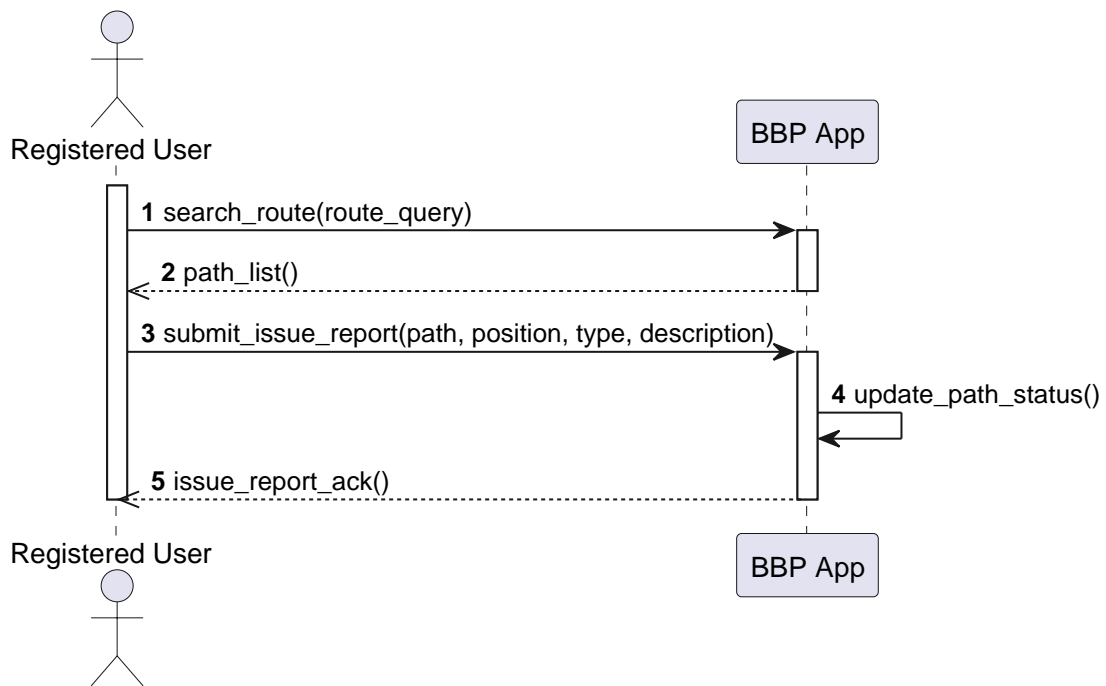 Registered User
BBP App
1 search_route(route_query)
2 path_list()
3 submit_issue_report(path, position, type, description)
4 update_path_status()
5 issue_report_ack()
Registered User
BBP App